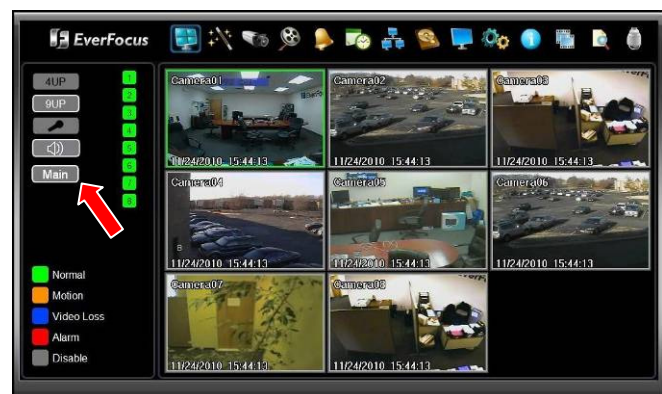 EverFocus
4UP
9UP
Main
1
2
3
4
5
6
7
8
Normal
Motion
Video Loss
Alarm
Disable
Camera01
11/24/2010 15:44:13
Camera02
11/24/2010 15:44:13
Camera03
11/24/2010 15:44:13
Camera04
11/24/2010 15:44:13
Camera05
11/24/2010 15:44:13
Camera06
11/24/2010 15:44:13
Camera07
11/24/2010 15:44:13
Camera08
11/24/2010 15:44:13